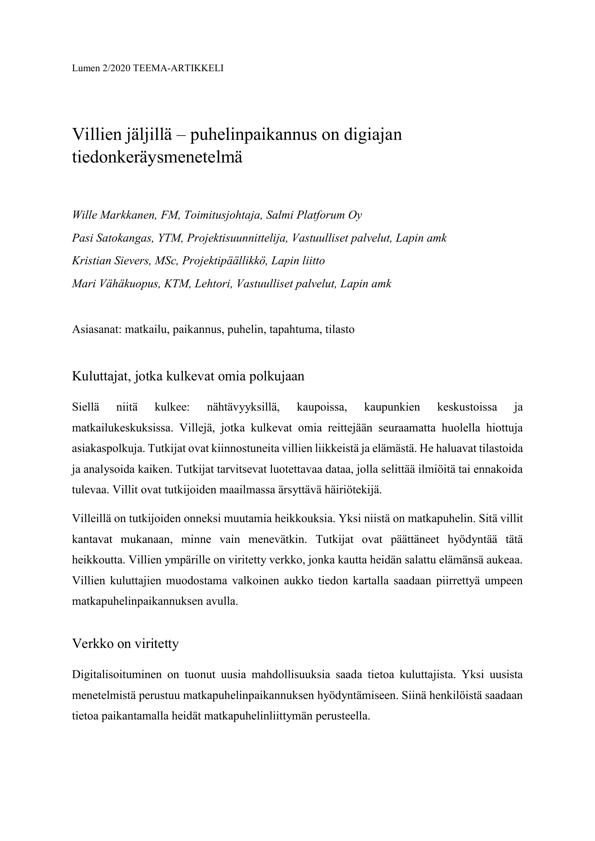 Lumen 2/2020 TEEMA-ARTIKKELI
Villien jäljillä – puhelinpaikannus on digiajan
tiedonkeräysmenetelmä
Wille Markkanen, FM, Toimitusjohtaja, Salmi Platforum Oy
Pasi Satokangas, YTM, Projektisuunnittelija, Vastuulliset palvelut, Lapin amk
Kristian Sievers, MSc, Projektipäällikkö, Lapin liitto
Mari Vähäkuopus, KTM, Lehtori, Vastuulliset palvelut, Lapin amk
Asiasanat: matkailu, paikannus, puhelin, tapahtuma, tilasto
Kuluttajat, jotka kulkevat omia polkujaan
Siellä niitä kulkee: nähtävyyksillä, kaupoissa, kaupunkien keskustoissa ja
matkailukeskuksissa. Villejä, jotka kulkevat omia reittejään seuraamatta huolella hiottuja
asiakaspolkuja. Tutkijat ovat kiinnostuneita villien liikkeistä ja elämästä. He haluavat tilastoida
ja analysoida kaiken. Tutkijat tarvitsevat luotettavaa dataa, jolla selittää ilmiöitä tai ennakoida
tulevaa. Villit ovat tutkijoiden maailmassa ärsyttävä häiriötekijä.
Villeillä on tutkijoiden onneksi muutamia heikkouksia. Yksi niistä on matkapuhelin. Sitä villit
kantavat mukanaan, minne vain menevätkin. Tutkijat ovat päättäneet hyödyntää tätä
heikkoutta. Villien ympärille on viritetty verkko, jonka kautta heidän salattu elämänsä aukeaa.
Villien kuluttajien muodostama valkoinen aukko tiedon kartalla saadaan piirrettyä umpeen
matkapuhelinpaikannuksen avulla.
Verkko on viritetty
Digitalisoituminen on tuonut uusia mahdollisuuksia saada tietoa kuluttajista. Yksi uusista
menetelmistä perustuu matkapuhelinpaikannuksen hyödyntämiseen. Siinä henkilöistä saadaan
tietoa paikantamalla heidät matkapuhelinliittymän perusteella.